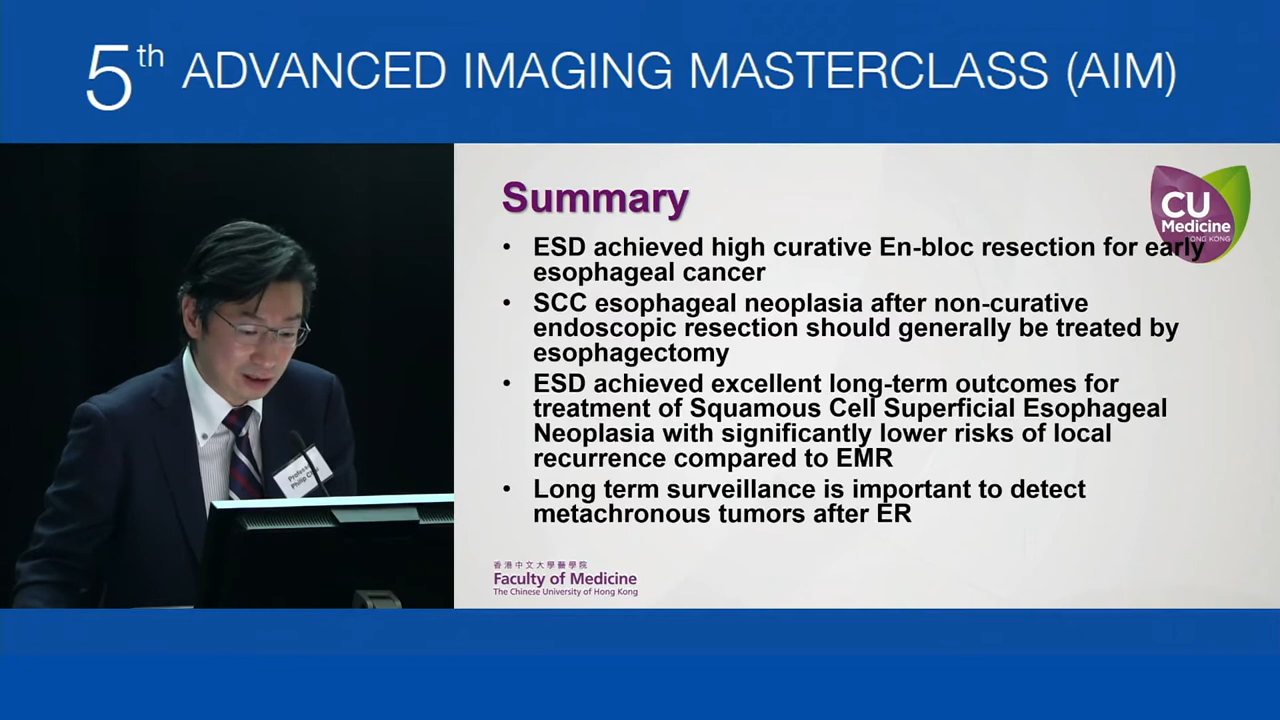 5th ADVANCED IMAGING MASTERCLASS (AIM)
Summary
CU
Medicine
HONG KONG
• ESD achieved high curative En-bloc resection for early
esophageal cancer
• SCC esophageal neoplasia after non-curative
endoscopic resection should generally be treated by
esophagectomy
• ESD achieved excellent long-term outcomes for
treatment of Squamous Cell Superficial Esophageal
Neoplasia with significantly lower risks of local
recurrence compared to EMR
• Long term surveillance is important to detect
metachronous tumors after ER
Professor
Philip
香港中文大學醫學院
Faculty of Medicine
The Chinese University of Hong Kong